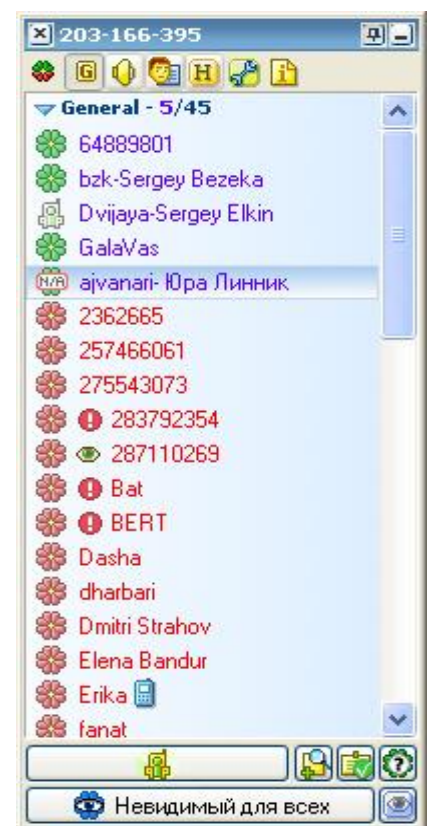 203-166-395
G H
General - 5/45
64889801
bzk-Sergey Bezeka
Dvijaya-Sergey Elkin
GalaVas
N/A ajvanari- Юра Линник
2362665
257466061
275543073
283792354
287110269
Bat
BERT
Dasha
dharbari
Dmitri Strahov
Elena Bandur
Erika
fanat
Невидимый для всех